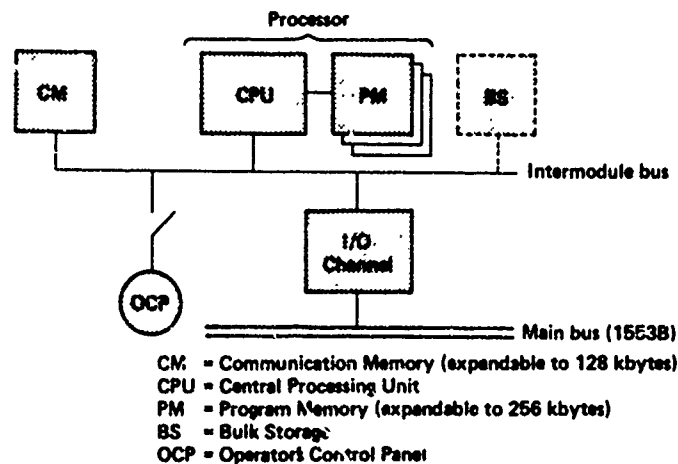 Processor
CM
CPU
PM
BS
Intermodule bus
I/O
Channel
OCP
Main bus (1553B)
CM = Communication Memory (expandable to 128 kbytes)
CPU = Central Processing Unit
PM = Program Memory (expandable to 256 kbytes)
BS = Bulk Storage
OCP = Operators Control Panel